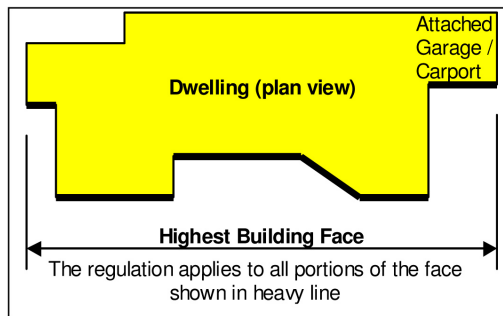 Attached
Garage /
Carport
Dwelling (plan view)
Highest Building Face
The regulation applies to all portions of the face
shown in heavy line